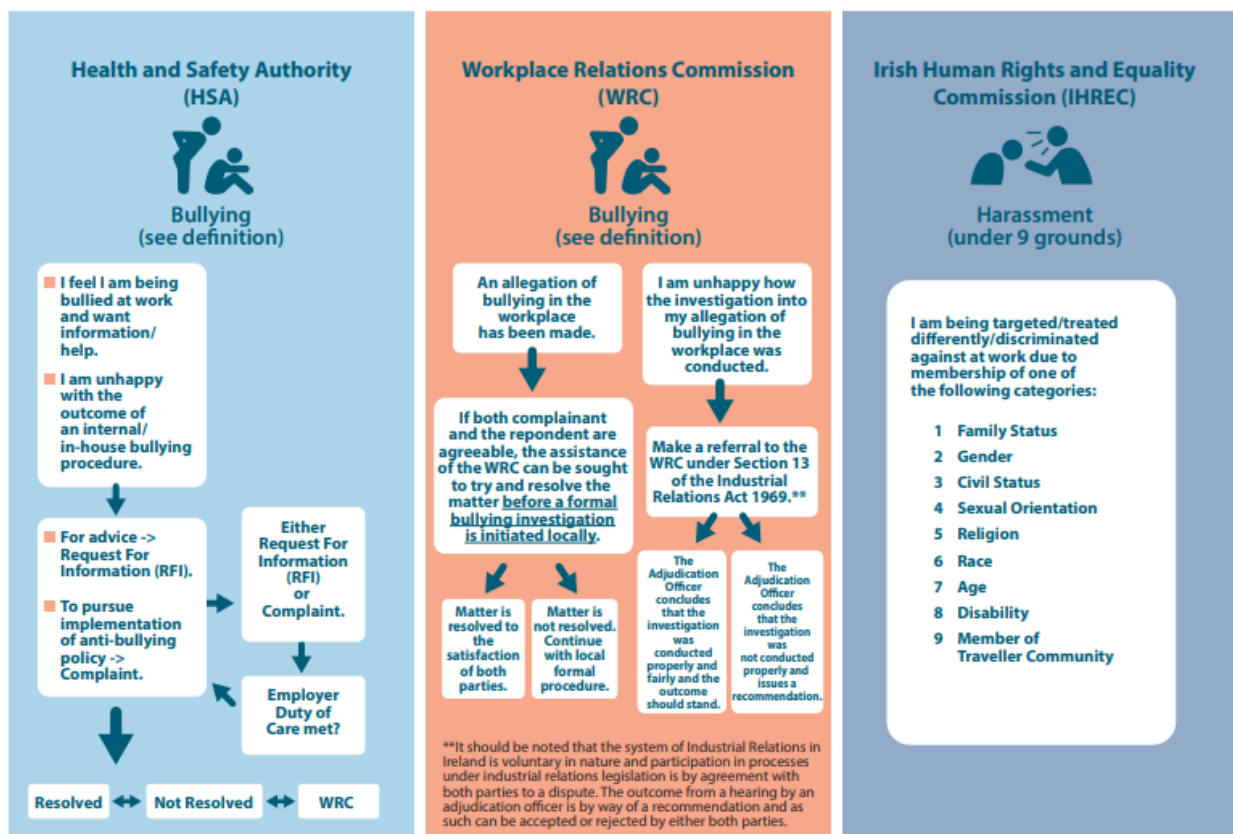 Health and Safety Authority
(HSA)
Bullying
(see definition)
I feel I am being
bullied at work
and want
information/
help.
I am unhappy
with the
outcome of
an internal/
in-house bullying
procedure.
For advice ->
Request For
Information (RFI).
To pursue
implementation
of anti-bullying
policy ->
Complaint.
Either
Request For
Information
(RFI)
or
Complaint.
Employer
Duty of
Care met?
Resolved
Not Resolved
WRC
Workplace Relations Commission
(WRC)
Bullying
(see definition)
An allegation of
bullying in the
workplace
has been made.
If both complainant
and the repondent are
agreeable, the assistance
of the WRC can be sought
to try and resolve the
matter before a formal
bullying investigation
is initiated locally.
Matter is
resolved to
the
satisfaction
of both
parties.
Matter is
not resolved.
Continue
with local
formal
procedure.
I am unhappy how
the investigation into
my allegation of
bullying in the
workplace was
conducted.
Make a referral to the
WRC under Section 13
of the Industrial
Relations Act 1969.**
The
Adjudication
Officer
concludes
that the
investigation
was
conducted
properly and
fairly and the
outcome
should stand.
The
Adjudication
Officer
concludes
that the
investigation
was
not conducted
properly and
issues a
recommendation.
**It should be noted that the system of Industrial Relations in
Ireland is voluntary in nature and participation in processes
under industrial relations legislation is by agreement with
both parties to a dispute. The outcome from a hearing by an
adjudication officer is by way of a recommendation and as
such can be accepted or rejected by either both parties.
Irish Human Rights and Equality
Commission (IHREC)
Harassment
(under 9 grounds)
I am being targeted/treated
differently/discriminated
against at work due to
membership of one of
the following categories:
1 Family Status
2 Gender
3 Civil Status
4 Sexual Orientation
5 Religion
6 Race
7 Age
8 Disability
9 Member of
Traveller Community